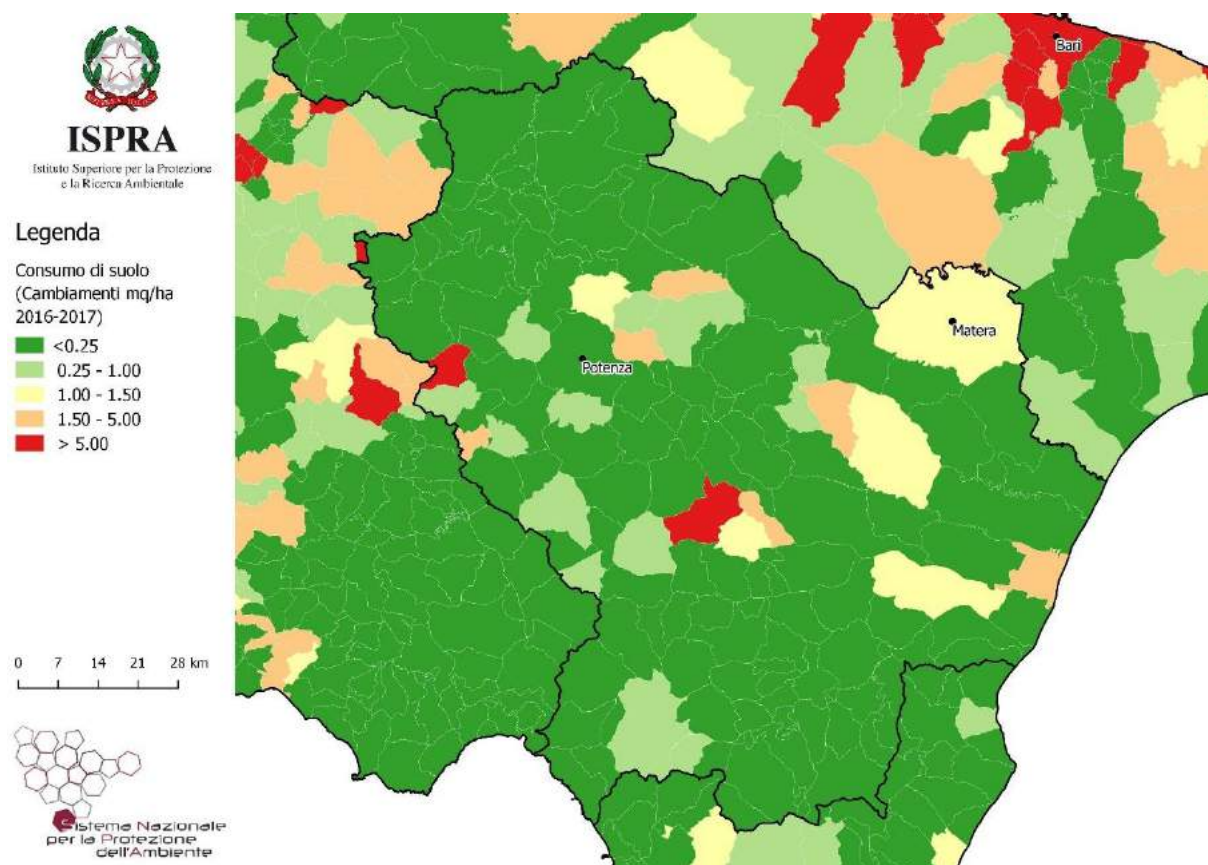 ISPRA
Istituto Superiore per la Protezione
e la Ricerca Ambientale
Legenda
Consumo di suolo
(Cambiamenti mq/ha
2016-2017)
<0.25
0.25 - 1.00
1.00 - 1.50
1.50 - 5.00
> 5.00
0 7 14 21 28 km
Sistema Nazionale
per la Protezione
dell'Ambiente
Bari
Matera
Potenza